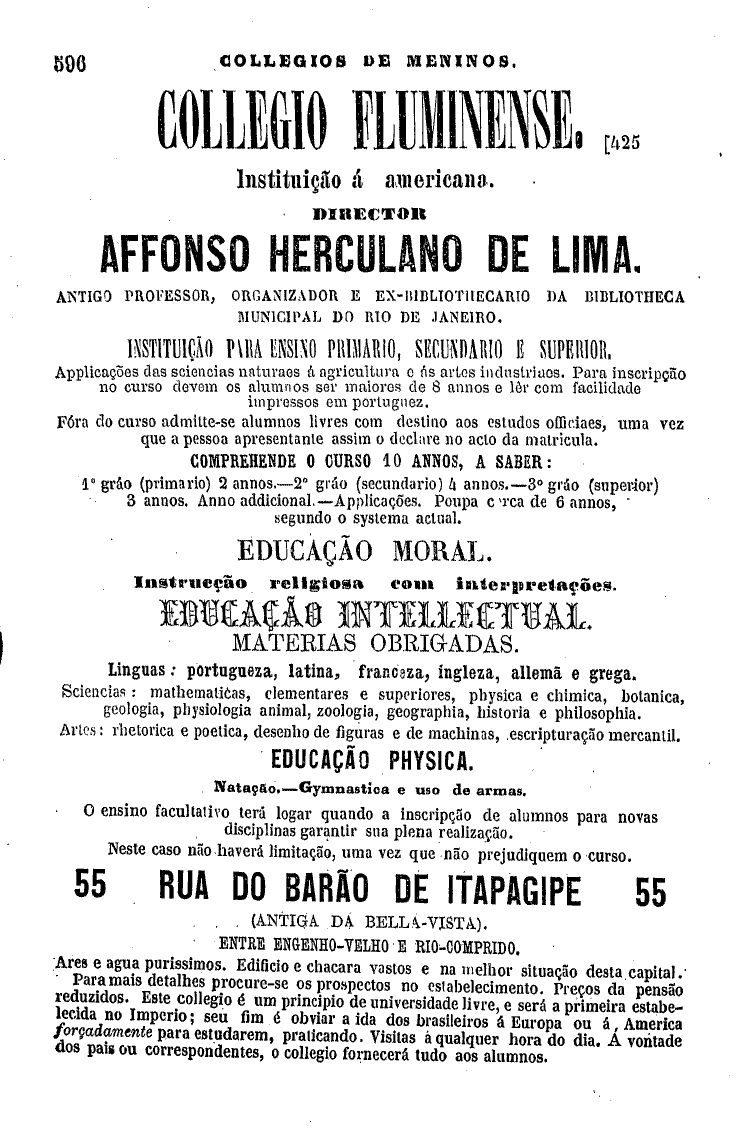 596
COLLEGIOS DE MENINOS.
COLLEGIO FLUMINENSE. [425
Instituição á americana.
DIRECTOR
AFFONSO HERCULANO DE LIMA.
ANTIGO PROFESSOR, ORGANIZADOR E EX-BIBLIOTHECARIO DA BIBLIOTHECA
MUNICIPAL DO RIO DE JANEIRO.
INSTITUIÇÃO PARA ENSINO PRIMARIO, SECUNDARIO E SUPERIOR.
Applicações das sciencias naturaes á agricultura e ás artes industriaes. Para inscripção
no curso devem os alumnos ser maiores de 8 annos e lêr com facilidade
impressos em portuguez.
Fóra do curso admitte-se alumnos livres com destino aos estudos officiaes, uma vez
que a pessoa apresentante assim o declare no acto da matricula.
COMPREHENDE O CURSO 10 ANNOS, A SABER:
1º gráo (primario) 2 annos.—2º gráo (secundario) 4 annos.—3º gráo (superior)
3 annos. Anno addicional.—Applicações. Poupa cerca de 6 annos,
segundo o systema actual.
EDUCAÇÃO MORAL.
Instrucção religiosa com interpretações.
EDUCAÇÃO INTELLECTUAL.
MATERIAS OBRIGADAS.
Linguas: portugueza, latina, franceza, ingleza, allemã e grega.
Sciencias: mathematicas, elementares e superiores, physica e chimica, botanica,
geologia, physiologia animal, zoologia, geographia, historia e philosophia.
Artes: rhetorica e poetica, desenho de figuras e de machinas, escripturação mercantil.
EDUCAÇÃO PHYSICA.
Natação.—Gymnastica e uso de armas.
O ensino facultativo terá logar quando a inscripção de alumnos para novas
disciplinas garantir sua plena realização.
Neste caso não haverá limitação, uma vez que não prejudiquem o curso.
55 RUA DO BARÃO DE ITAPAGIPE 55
(ANTIGA DA BELLA-VISTA).
ENTRE ENGENHO-VELHO E RIO-COMPRIDO.
Ares e agua purissimos. Edificio e chacara vastos e na melhor situação desta capital.
Para mais detalhes procure-se os prospectos no estabelecimento. Preços da pensão
reduzidos. Este collegio é um principio de universidade livre, e será a primeira estabe-
lecida no Imperio; seu fim é obviar a ida dos brasileiros á Europa ou á America
forçadamente para estudarem, praticando. Visitas á qualquer hora do dia. Á vontade
dos pais ou correspondentes, o collegio fornecerá tudo aos alumnos.